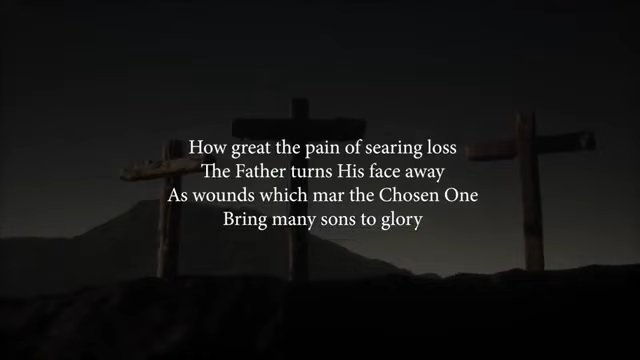 How great the pain of searing loss
The Father turns His face away
As wounds which mar the Chosen One
Bring many sons to glory